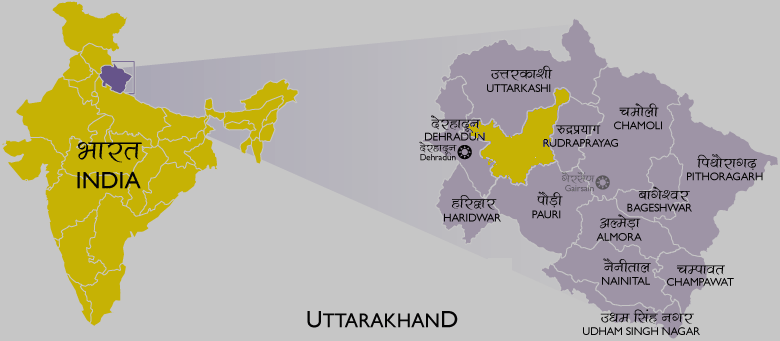 भारत
INDIA
उत्तरकाशी
UTTARKASHI
चमोली
CHAMOLI
देहरादून
DEHRADUN
देहरादून
Dehradun
रुद्रप्रयाग
RUDRAPRAYAG
पिथौरागढ़
PITHORAGARH
गैरसैंण
Gairsain
हरिद्वार
HARIDWAR
पौड़ी
PAURI
बागेश्वर
BAGESHWAR
अल्मोड़ा
ALMORA
नैनीताल
NAINITAL
चम्पावत
CHAMPAWAT
उधम सिंह नगर
UDHAM SINGH NAGAR
UTTARAKHAND